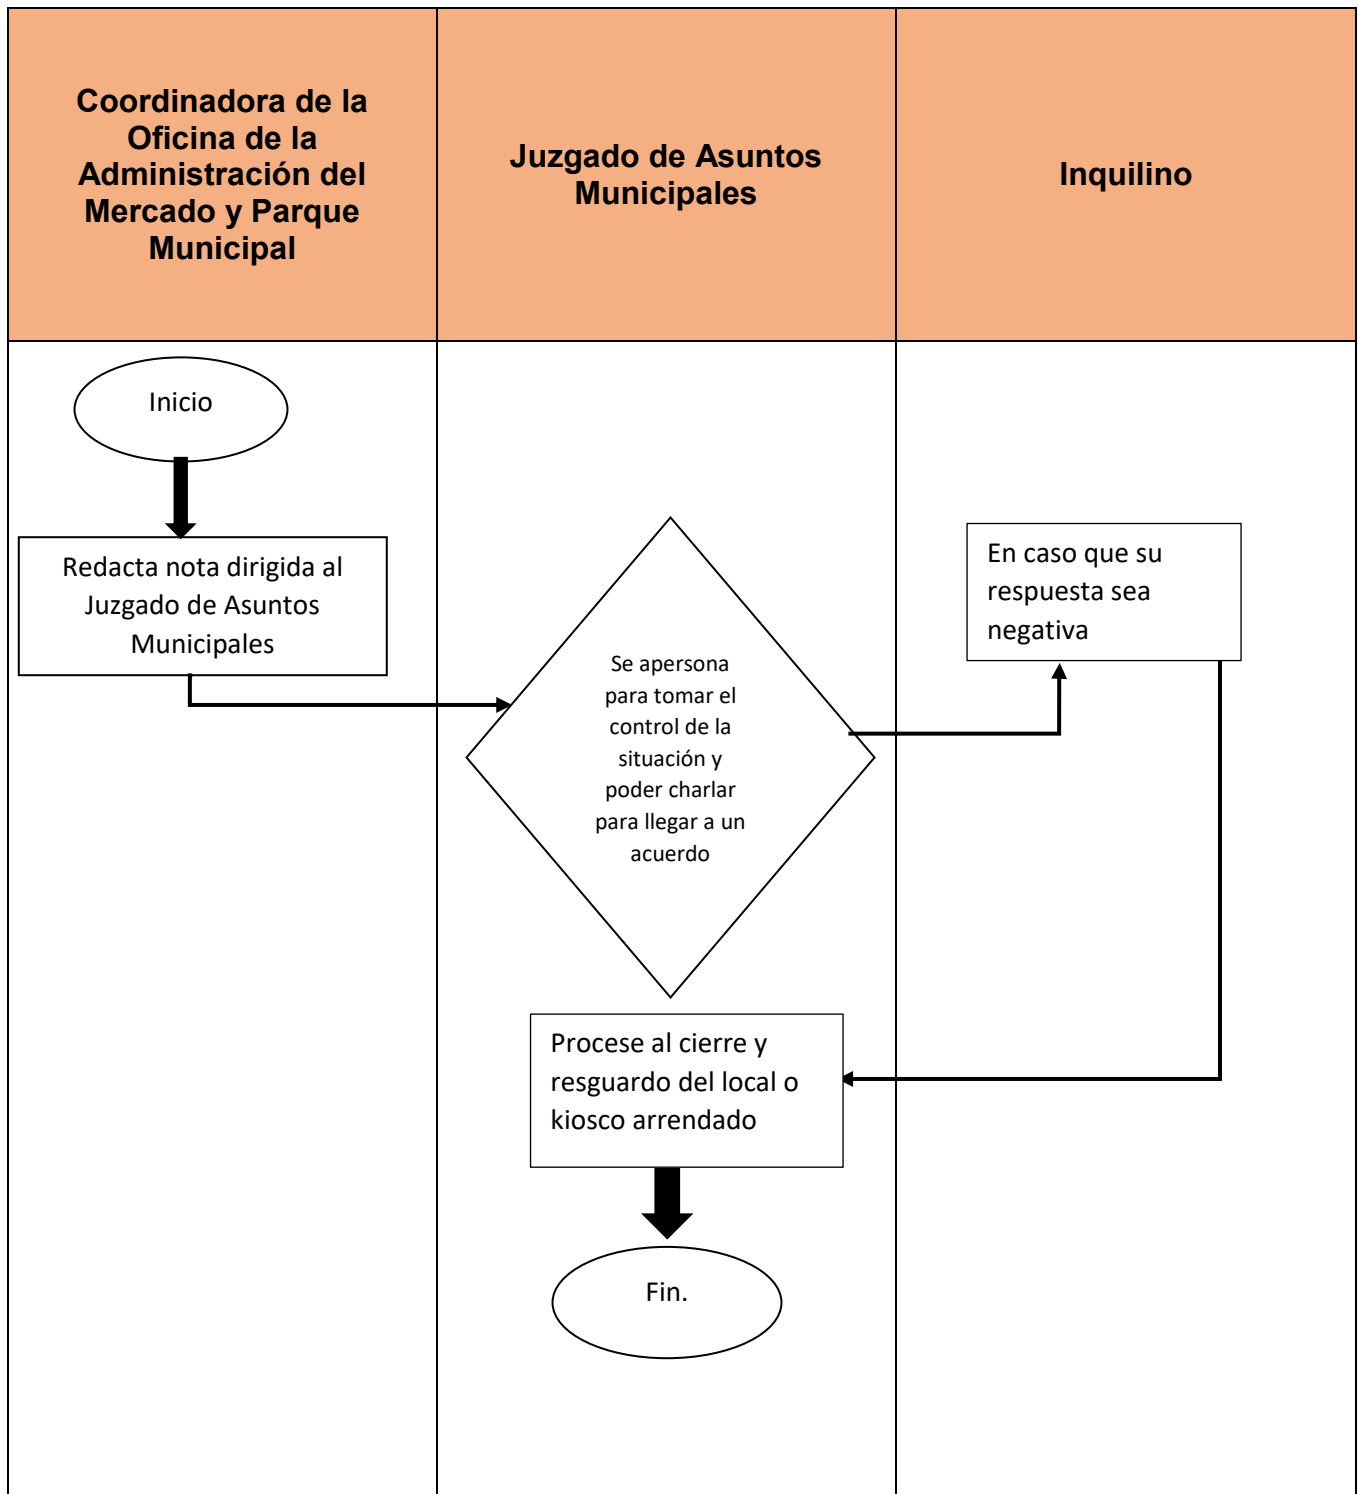 Coordinadora de la
Oficina de la
Administración del
Mercado y Parque
Municipal
Juzgado de Asuntos
Municipales
Inquilino
Inicio
Redacta nota dirigida al
Juzgado de Asuntos
Municipales
Se apersona
para tomar el
control de la
situación y
poder charlar
para llegar a un
acuerdo
En caso que su
respuesta sea
negativa
Procese al cierre y
resguardo del local o
kiosco arrendado
Fin.